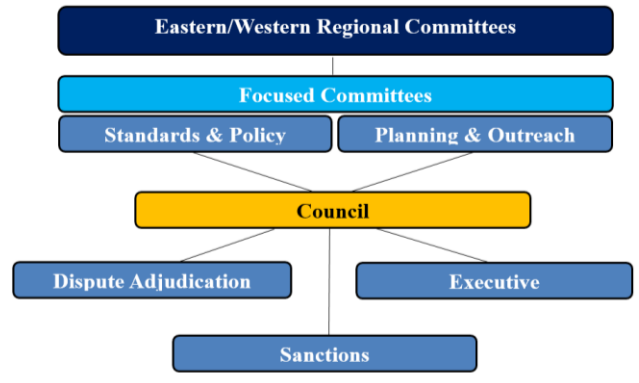 Eastern/Western Regional Committees
Focused Committees
Standards & Policy
Planning & Outreach
Council
Dispute Adjudication
Executive
Sanctions